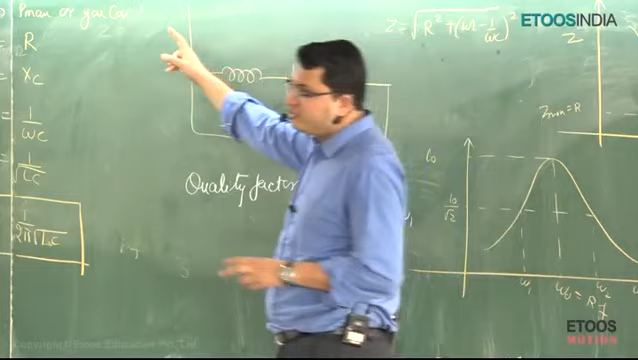 Pmax or you can
Z = √R² + (ωL - 1/ωC)²
ETOOSINDIA
Z
= R
= Xc
Zmin = R
= 1/ωC
I₀
= 1/√LC
Quality factor
I₀/√2
1/2π√LC
ω₁ ω₀ = ω₂
Copyright © Etoos Education Pvt. Ltd.
ETOOS
MOTION